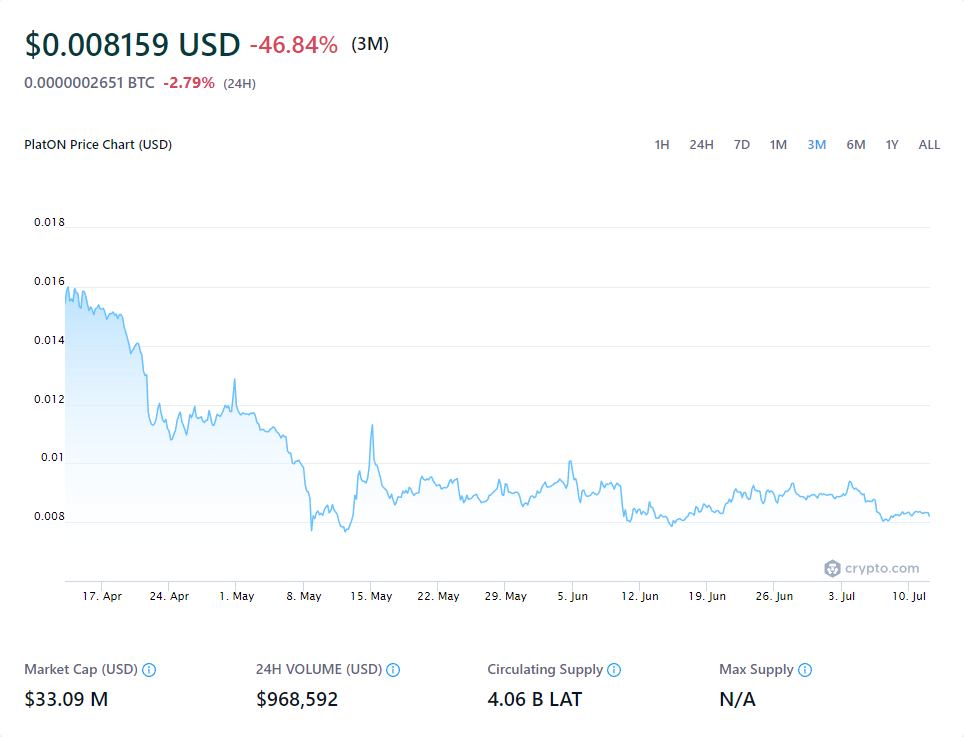 $0.008159 USD -46.84% (3M)
0.0000002651 BTC -2.79% (24H)
PlatON Price Chart (USD) 1H 24H 7D 1M 3M 6M 1Y ALL
0.018
0.016
0.014
0.012
0.01
0.008
crypto.com
17. Apr 24. Apr 1. May 8. May 15. May 22. May 29. May 5. Jun 12. Jun 19. Jun 26. Jun 3. Jul 10. Jul
Market Cap (USD) 24H VOLUME (USD) Circulating Supply Max Supply
$33.09 M $968,592 4.06 B LAT N/A